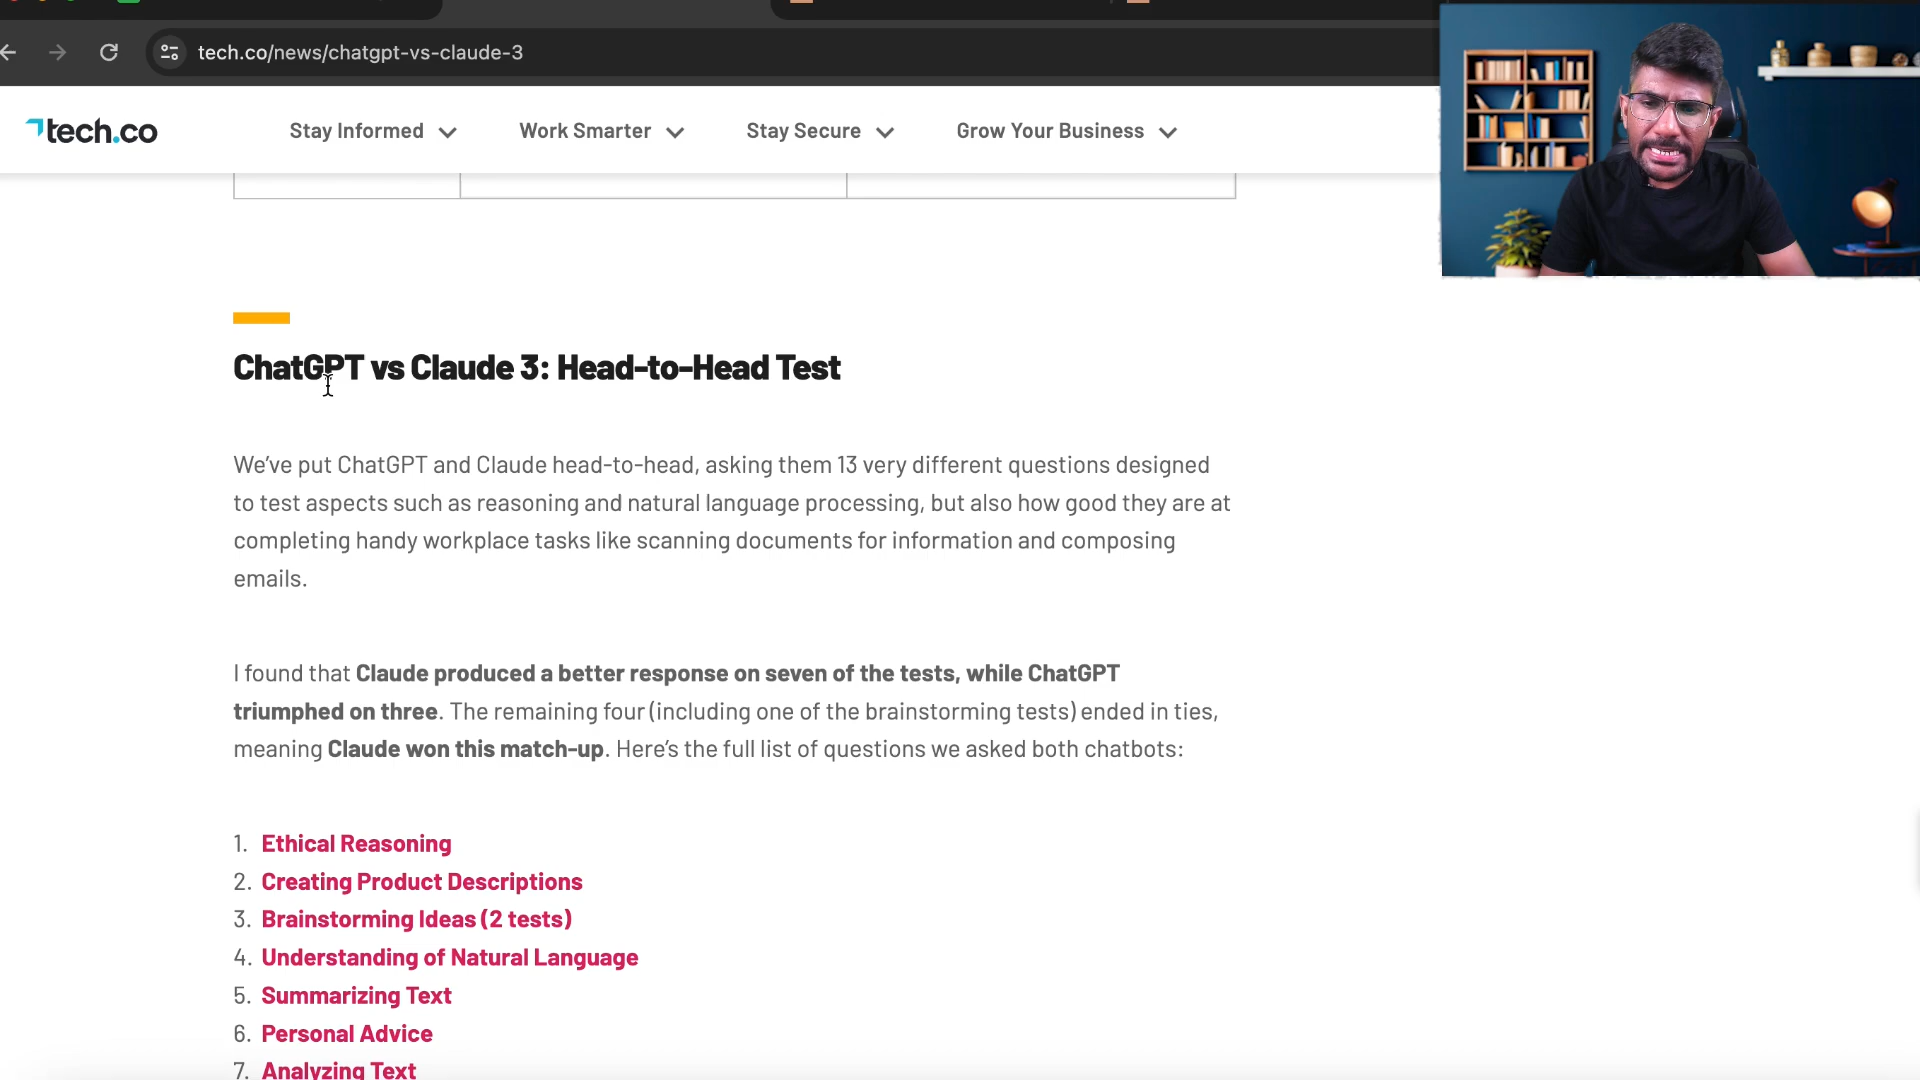 tech.co/news/chatgpt-vs-claude-3
tech.co
Stay Informed
Work Smarter
Stay Secure
Grow Your Business
ChatGPT vs Claude 3: Head-to-Head Test
We’ve put ChatGPT and Claude head-to-head, asking them 13 very different questions designed
to test aspects such as reasoning and natural language processing, but also how good they are at
completing handy workplace tasks like scanning documents for information and composing
emails.
I found that Claude produced a better response on seven of the tests, while ChatGPT
triumphed on three. The remaining four (including one of the brainstorming tests) ended in ties,
meaning Claude won this match-up. Here’s the full list of questions we asked both chatbots:
1. Ethical Reasoning
2. Creating Product Descriptions
3. Brainstorming Ideas (2 tests)
4. Understanding of Natural Language
5. Summarizing Text
6. Personal Advice
7. Analyzing Text